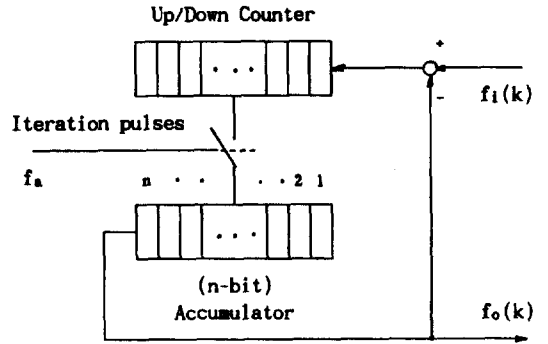 Up/Down Counter
+
. . .
fi(k)
-
Iteration pulses
fa
n . . . . 2 1
. . .
(n-bit)
Accumulator
fo(k)